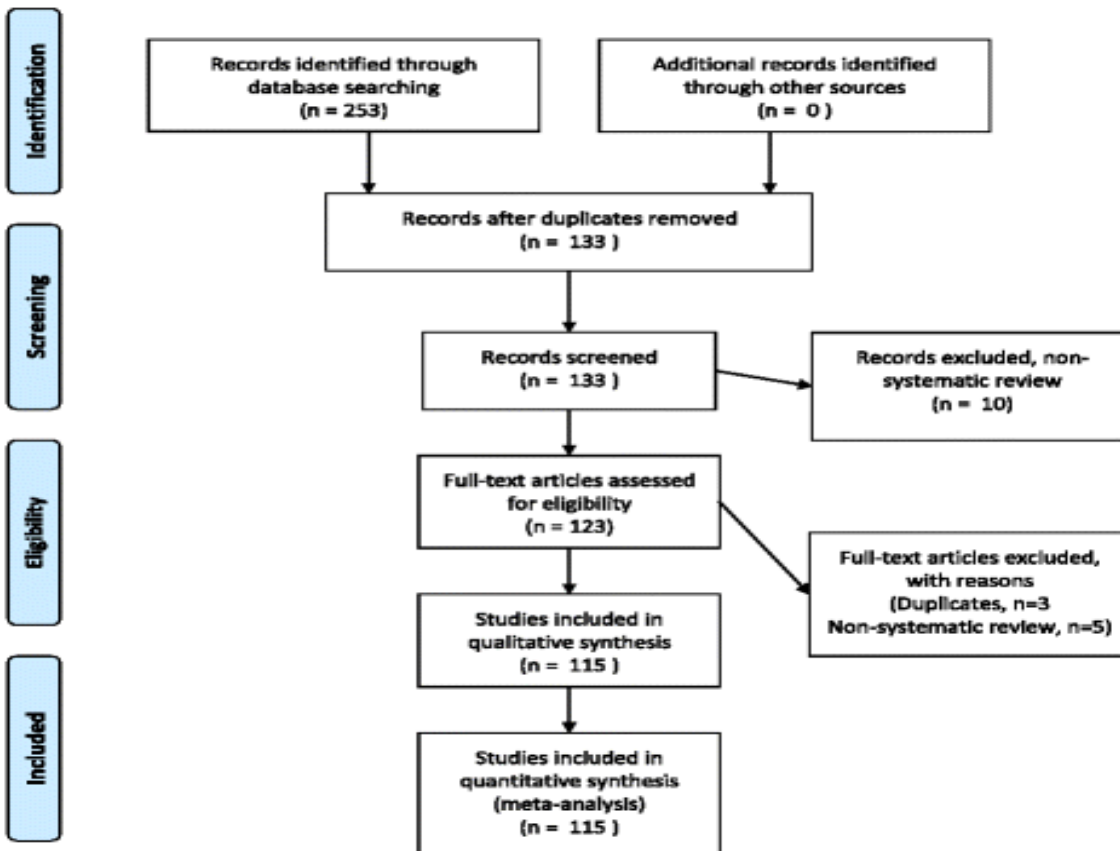 Identification
Records identified through
database searching
(n = 253)
Additional records identified
through other sources
(n = 0 )
Records after duplicates removed
(n = 133 )
Screening
Records screened
(n = 133 )
Records excluded, non-
systematic review
(n = 10)
Eligibility
Full-text articles assessed
for eligibility
(n = 123)
Full-text articles excluded,
with reasons
(Duplicates, n=3
Non-systematic review, n=5)
Studies included in
qualitative synthesis
(n = 115 )
Included
Studies included in
quantitative synthesis
(meta-analysis)
(n = 115 )